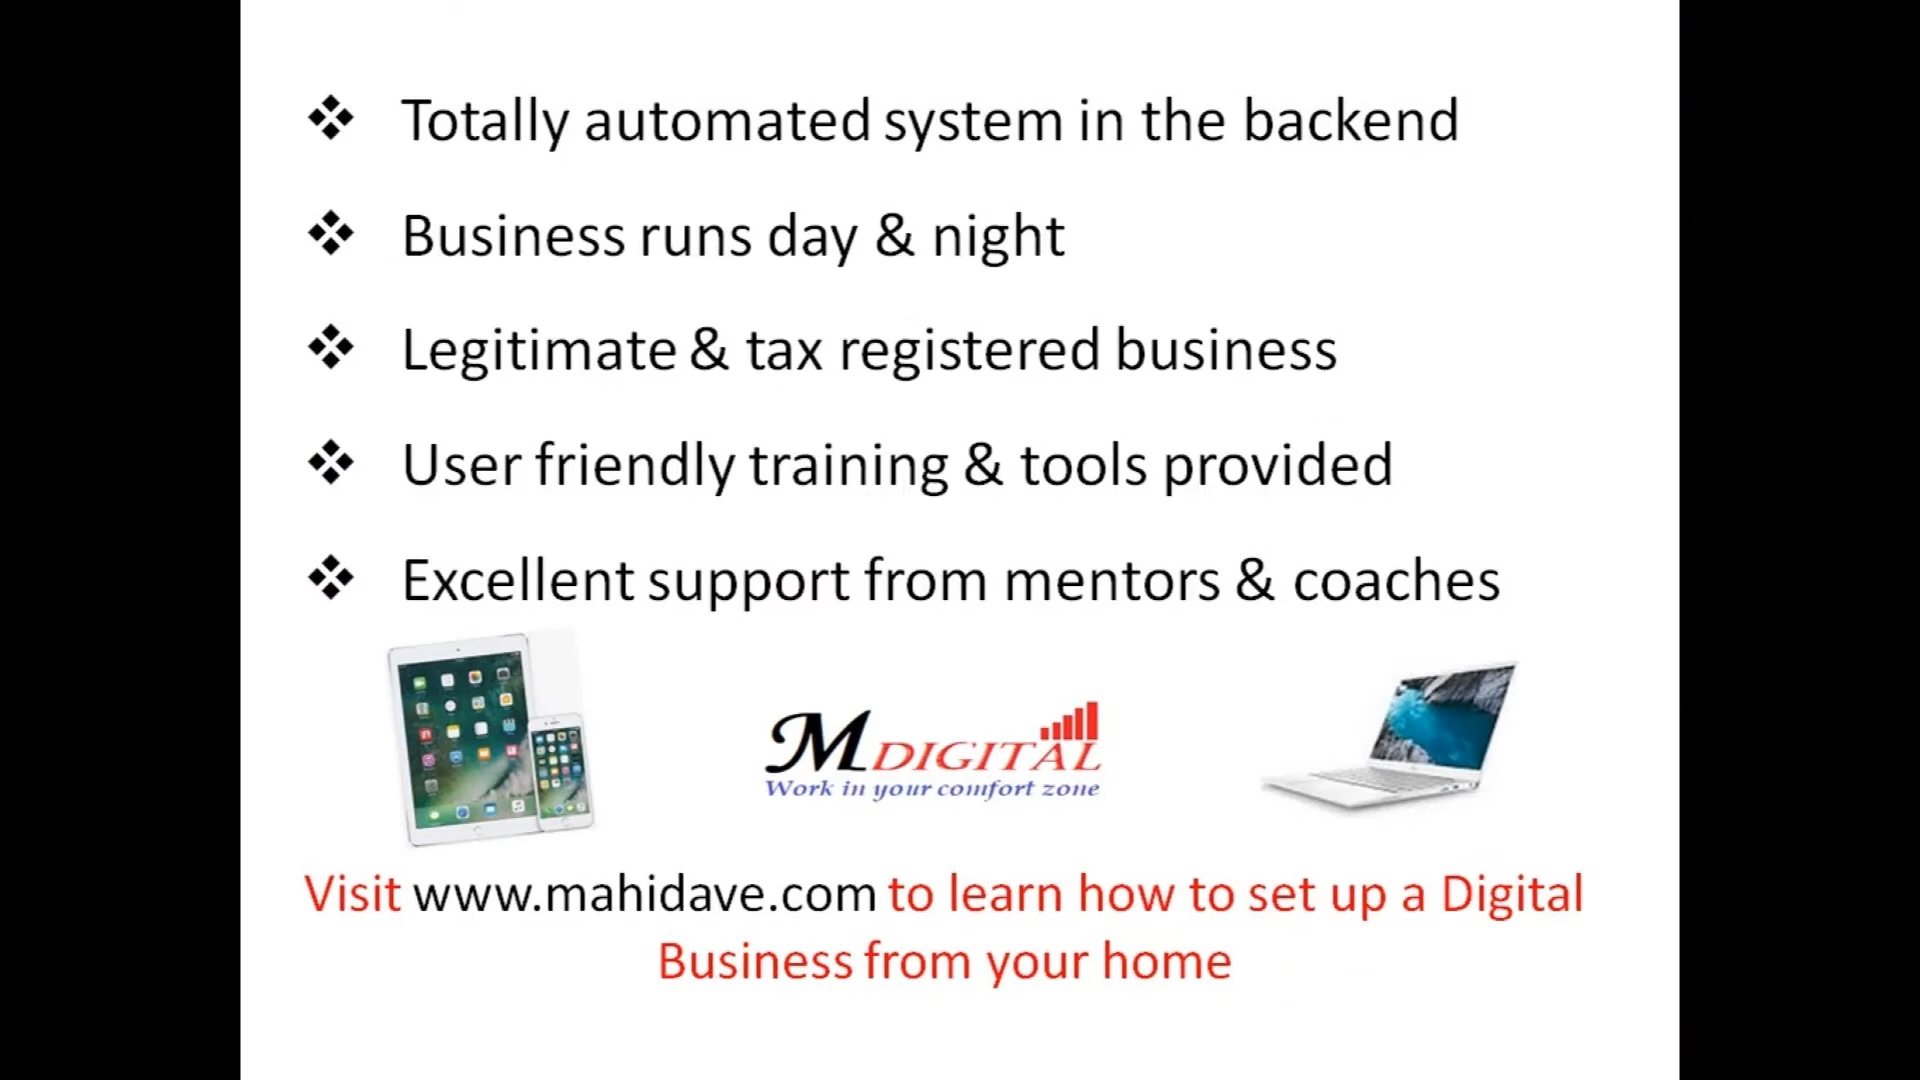 Totally automated system in the backend
Business runs day & night
Legitimate & tax registered business
User friendly training & tools provided
Excellent support from mentors & coaches
M DIGITAL
Work in your comfort zone
Visit www.mahidave.com to learn how to set up a Digital
Business from your home